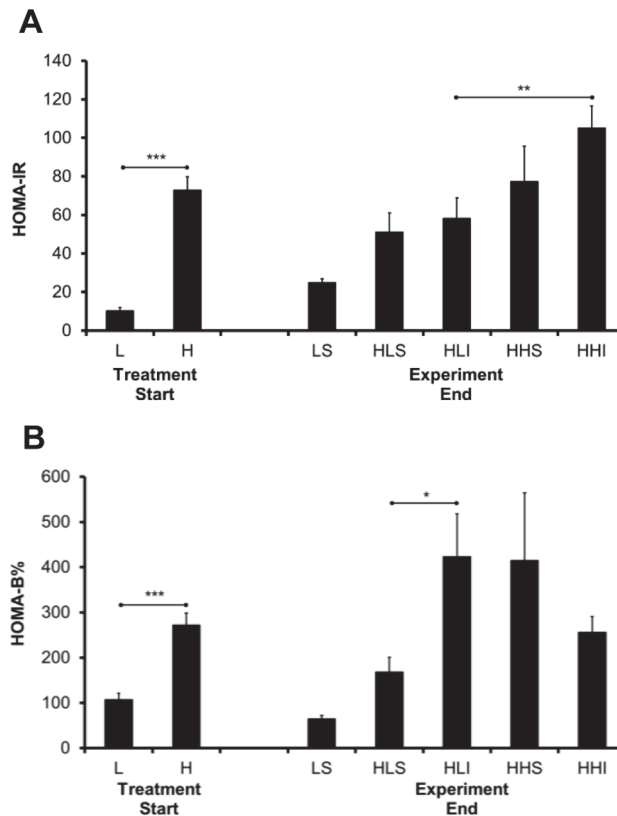 A
140
120
100
80
60
40
20
0
HOMA-IR
***
**
L H LS HLS HLI HHS HHI
Treatment Start
Experiment End
B
600
500
400
300
200
100
0
HOMA-B%
***
*
L H LS HLS HLI HHS HHI
Treatment Start
Experiment End